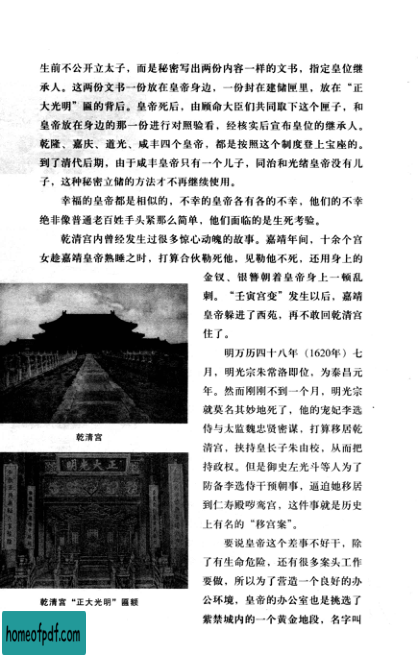 生前不公开立太子，而是秘密写出两份内容一样的文书，指定皇位继
承人。这两份文书一份放在皇帝身边，一份封在建储匣里，放在“正
大光明”匾的背后。皇帝死后，由顾命大臣们共同取下这个匣子，和
皇帝放在身边的那一份进行对照验看，经核实后宣布皇位的继承人。
乾隆、嘉庆、道光、咸丰四个皇帝，都是按照这个制度登上宝座的。
到了清代后期，由于咸丰皇帝只有一个儿子，同治和光绪皇帝没有儿
子，这种秘密立储的方法才不再继续使用。
幸福的皇帝都是相似的，不幸的皇帝各有各的不幸，他们的不幸
绝非像普通老百姓手头紧那么简单，他们面临的是生死考验。
乾清宫内曾经发生过很多惊心动魄的故事。嘉靖年间，十余个宫
女趁嘉靖皇帝熟睡之时，打算合伙勒死他，见勒他不死，还用身上的
金钗、银簪朝着皇帝身上一顿乱
刺。“壬寅宫变”发生以后，嘉靖
皇帝躲进了西苑，再不敢回乾清宫
住了。
明万历四十八年（1620年）七
月，明光宗朱常洛即位，为泰昌元
年。然而刚刚不到一个月，明光宗
就莫名其妙地死了，他的宠妃李选
侍与太监魏忠贤密谋，打算移居乾
清宫，挟持皇长子朱由校，从而把
持政权。但是御史左光斗等人为了
防备李选侍干预朝事，逼迫她移居
到仁寿殿哕鸾宫，这件事就是历史
上有名的“移宫案”。
要说皇帝这个差事不好干，除
了有生命危险，还有很多案头工作
要做，所以为了营造一个良好的办
公环境，皇帝的办公室也是挑选了
紫禁城内的一个黄金地段，名字叫
乾清宫
正大光明
乾清宫“正大光明”匾额
homeofpdf.com